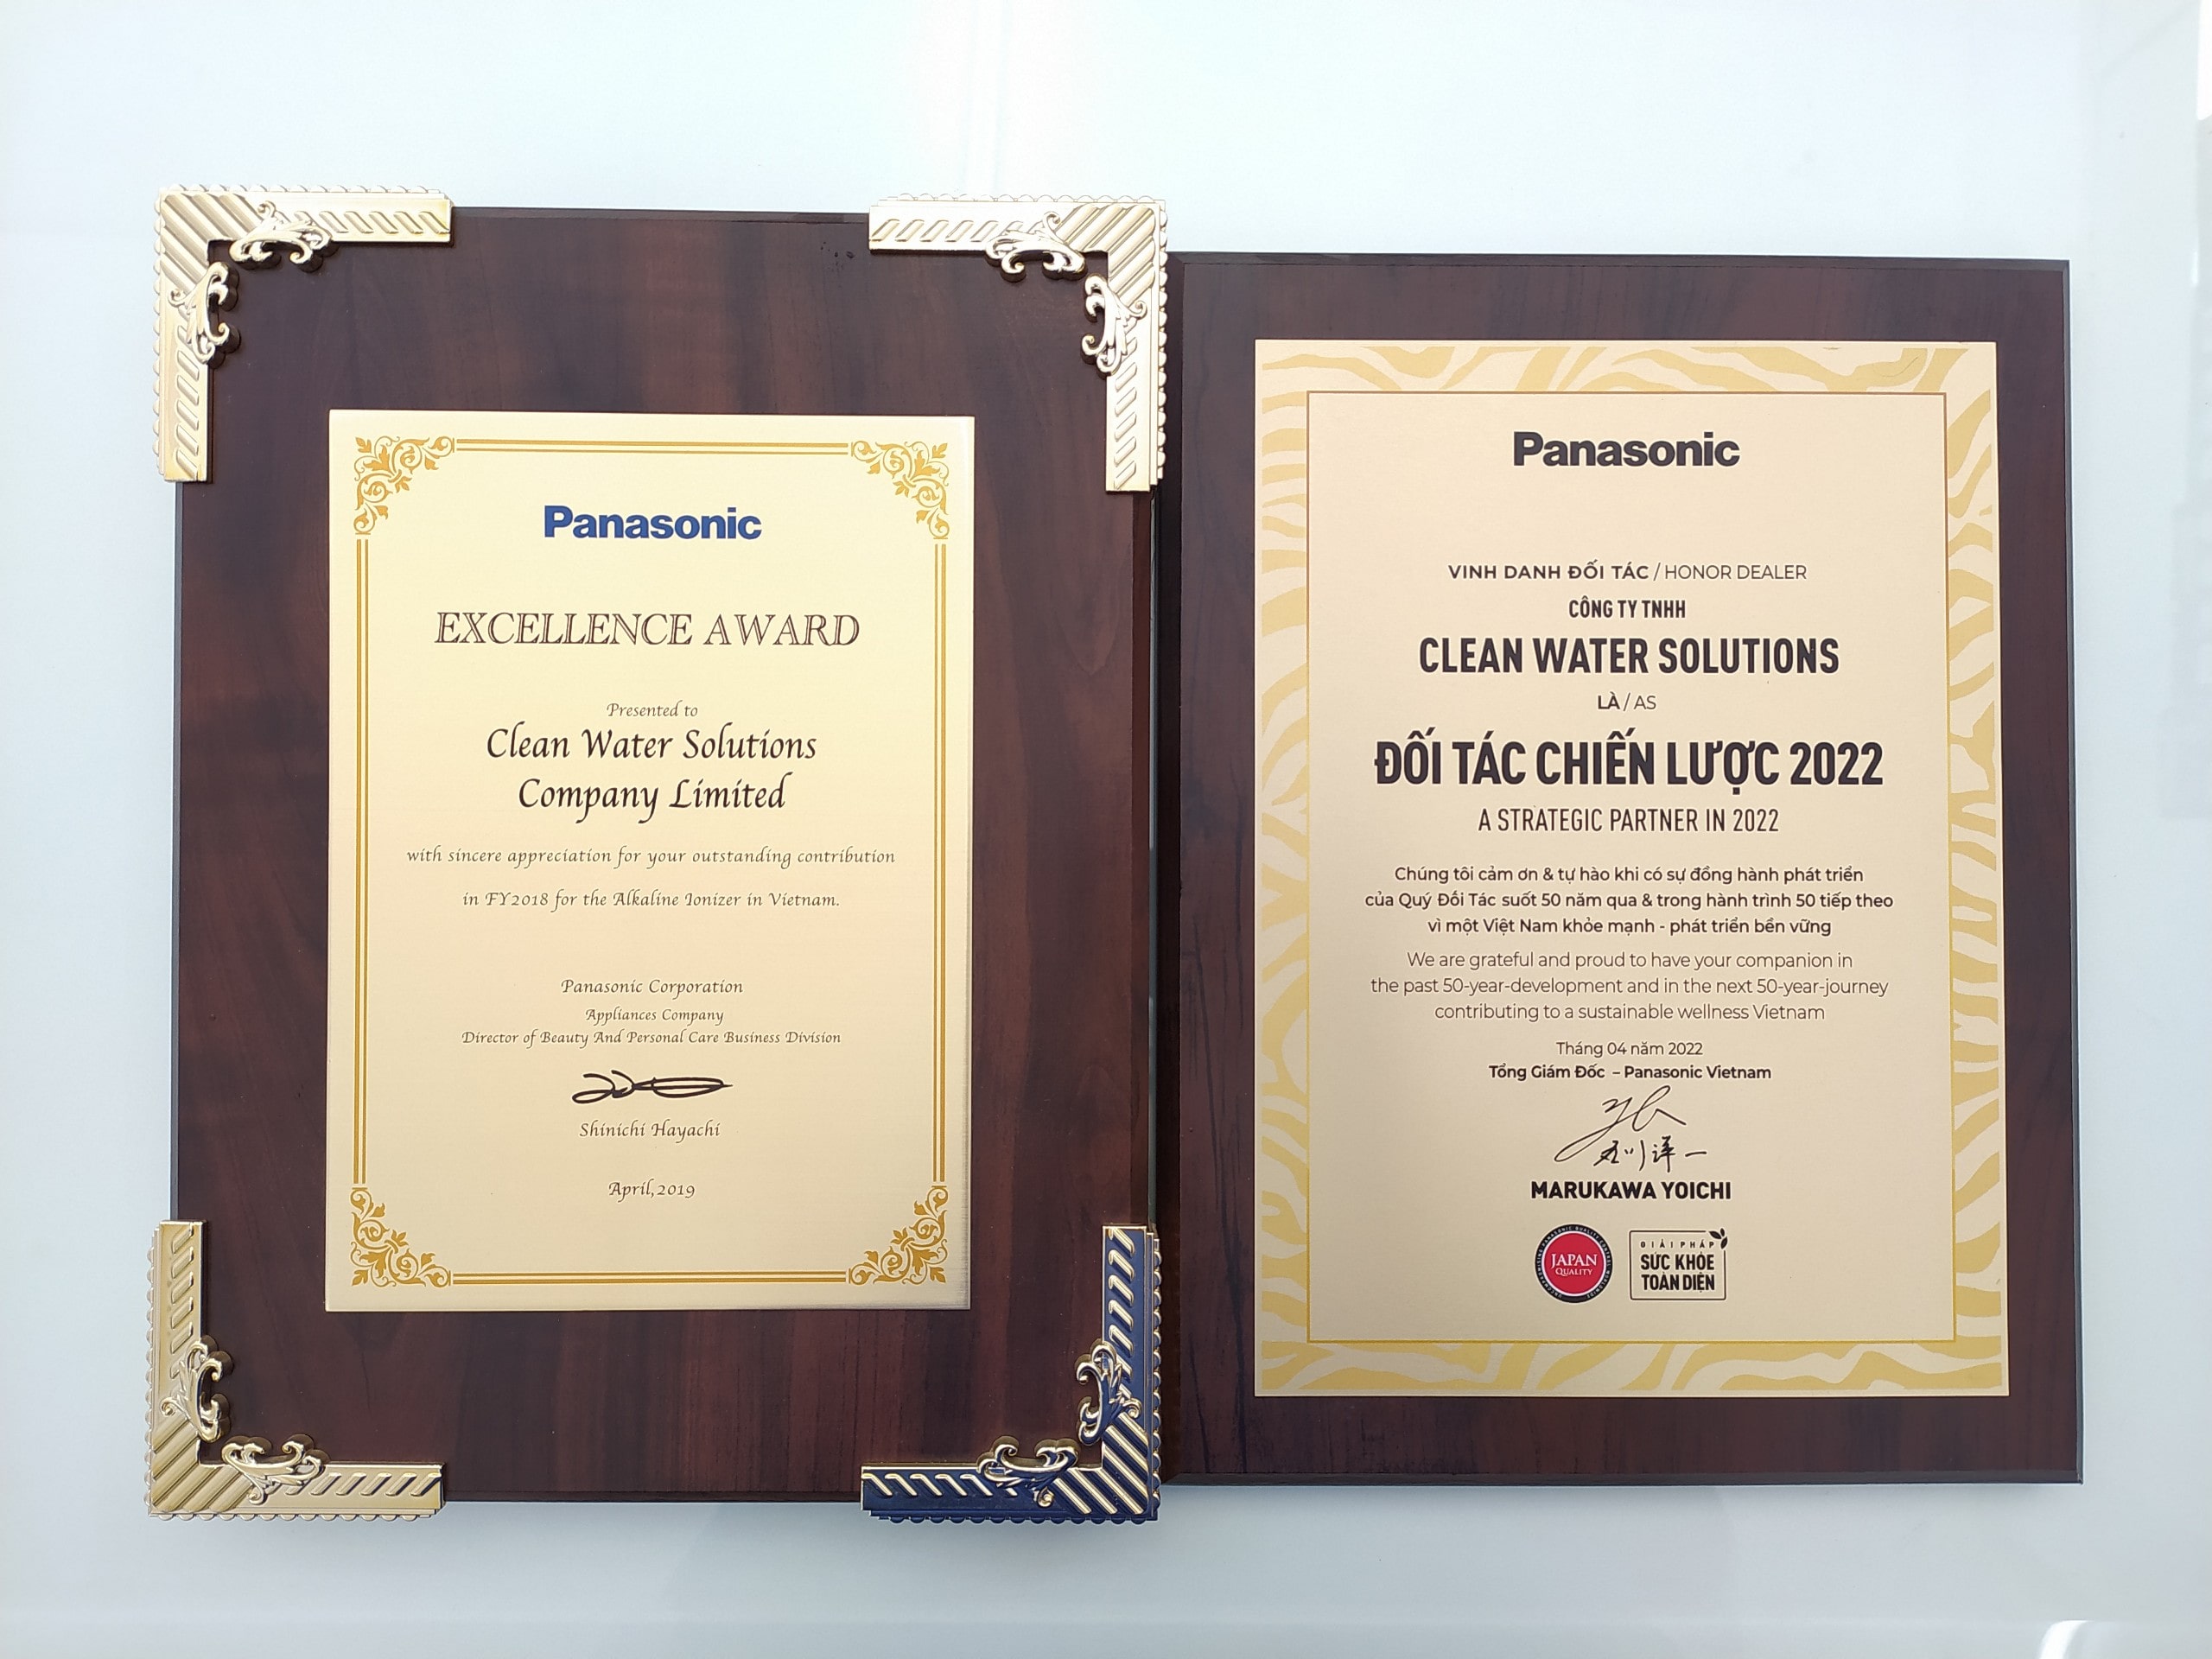 Panasonic
EXCELLENCE AWARD
Presented to
Clean Water Solutions
Company Limited
with sincere appreciation for your outstanding contribution
in FY2018 for the Alkaline Ionizer in Vietnam.
Panasonic Corporation
Appliances Company
Director of Beauty And Personal Care Business Division
Shinichi Hayachi
April,2019
Panasonic
VINH DANH ĐỐI TÁC / HONOR DEALER
CÔNG TY TNHH
CLEAN WATER SOLUTIONS
LÀ / AS
ĐỐI TÁC CHIẾN LƯỢC 2022
A STRATEGIC PARTNER IN 2022
Chúng tôi cảm ơn & tự hào khi có sự đồng hành phát triển
của Quý Đối Tác suốt 50 năm qua & trong hành trình 50 tiếp theo
vì một Việt Nam khỏe mạnh - phát triển bền vững
We are grateful and proud to have your companion in
the past 50-year-development and in the next 50-year-journey
contributing to a sustainable wellness Vietnam
Tháng 04 năm 2022
Tổng Giám Đốc – Panasonic Vietnam
川洋一
MARUKAWA YOICHI
JAPAN
QUALITY
GIẢI PHÁP
SỨC KHỎE
TOÀN DIỆN